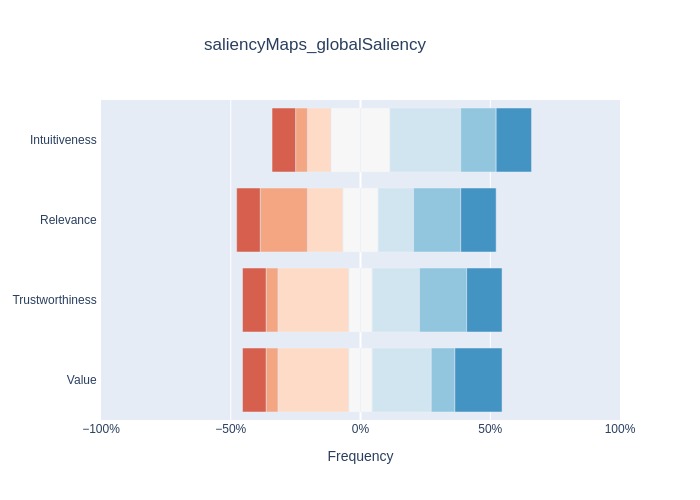 saliencyMaps_globalSaliency
Intuitiveness
Relevance
Trustworthiness
Value
−100% −50% 0% 50% 100%
Frequency